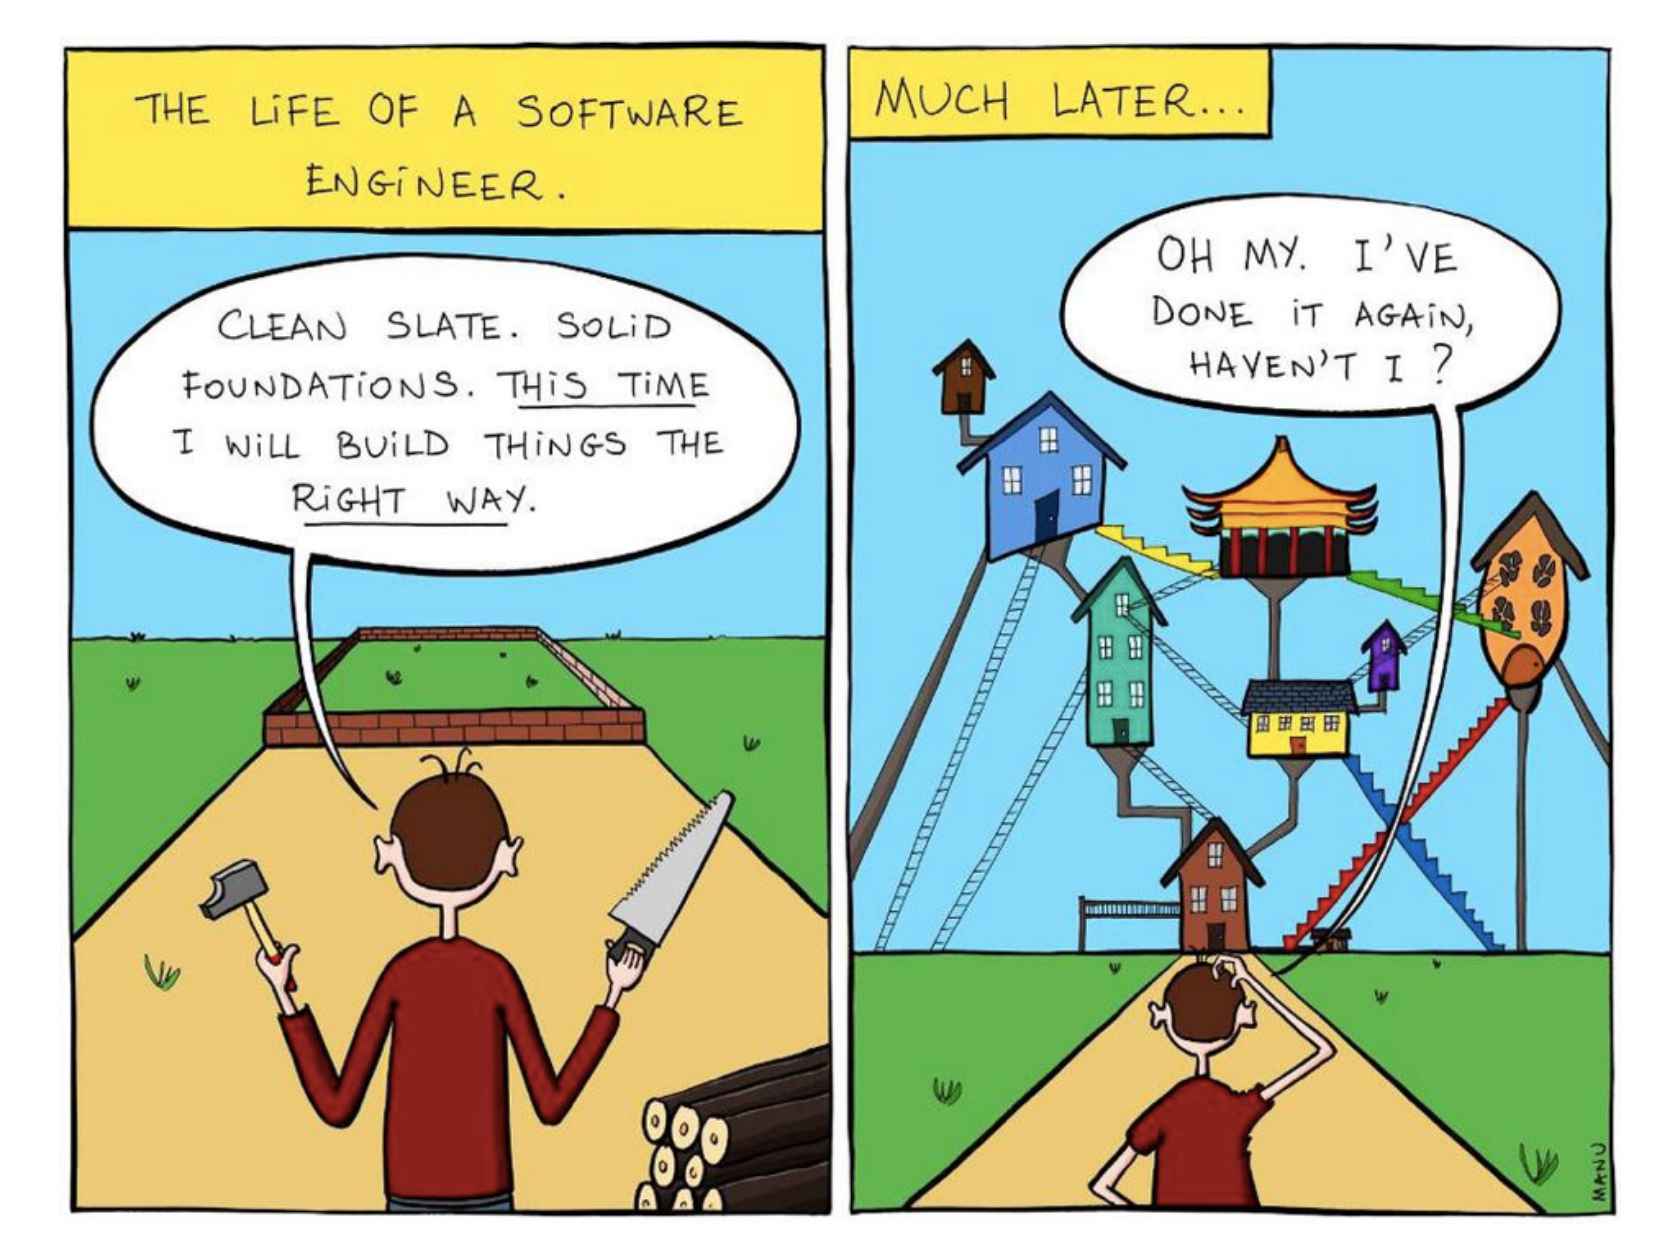 THE LIFE OF A SOFTWARE
ENGINEER.
CLEAN SLATE. SOLID
FOUNDATIONS. THIS TIME
I WILL BUILD THINGS THE
RIGHT WAY.
MUCH LATER...
OH MY. I'VE
DONE IT AGAIN,
HAVEN'T I ?
MANU